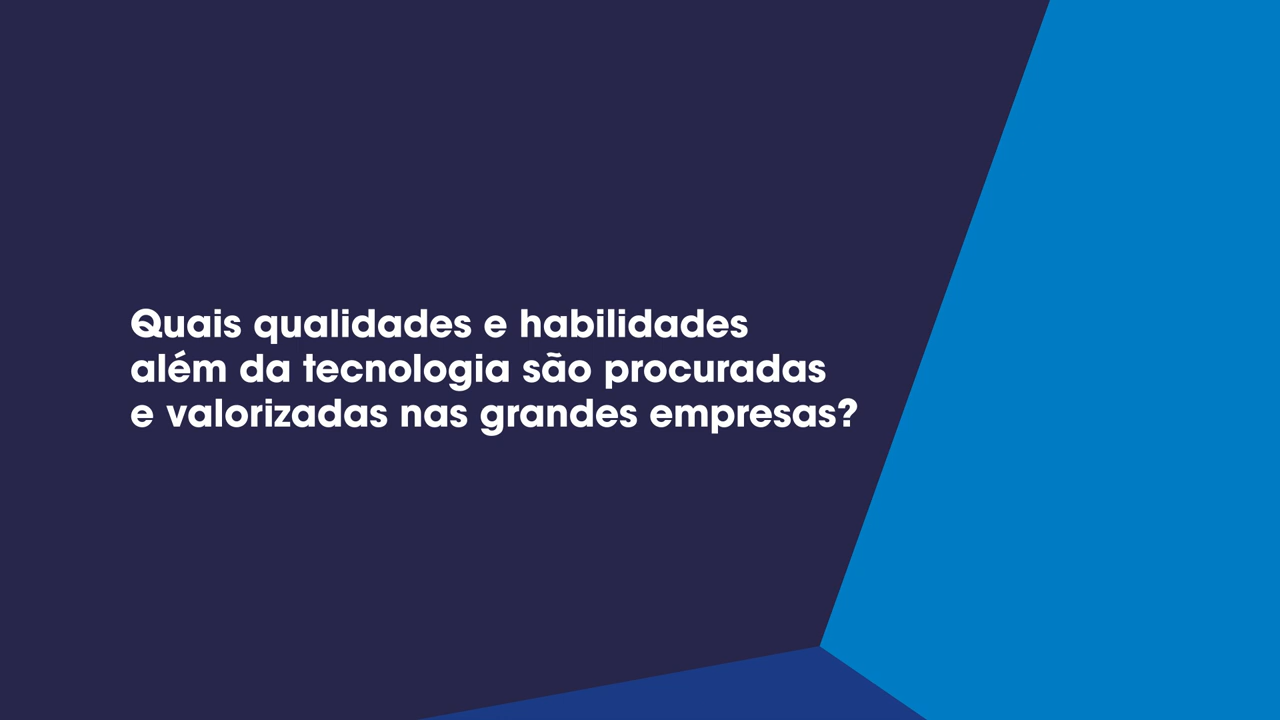 Quais qualidades e habilidades
além da tecnologia são procuradas
e valorizadas nas grandes empresas?